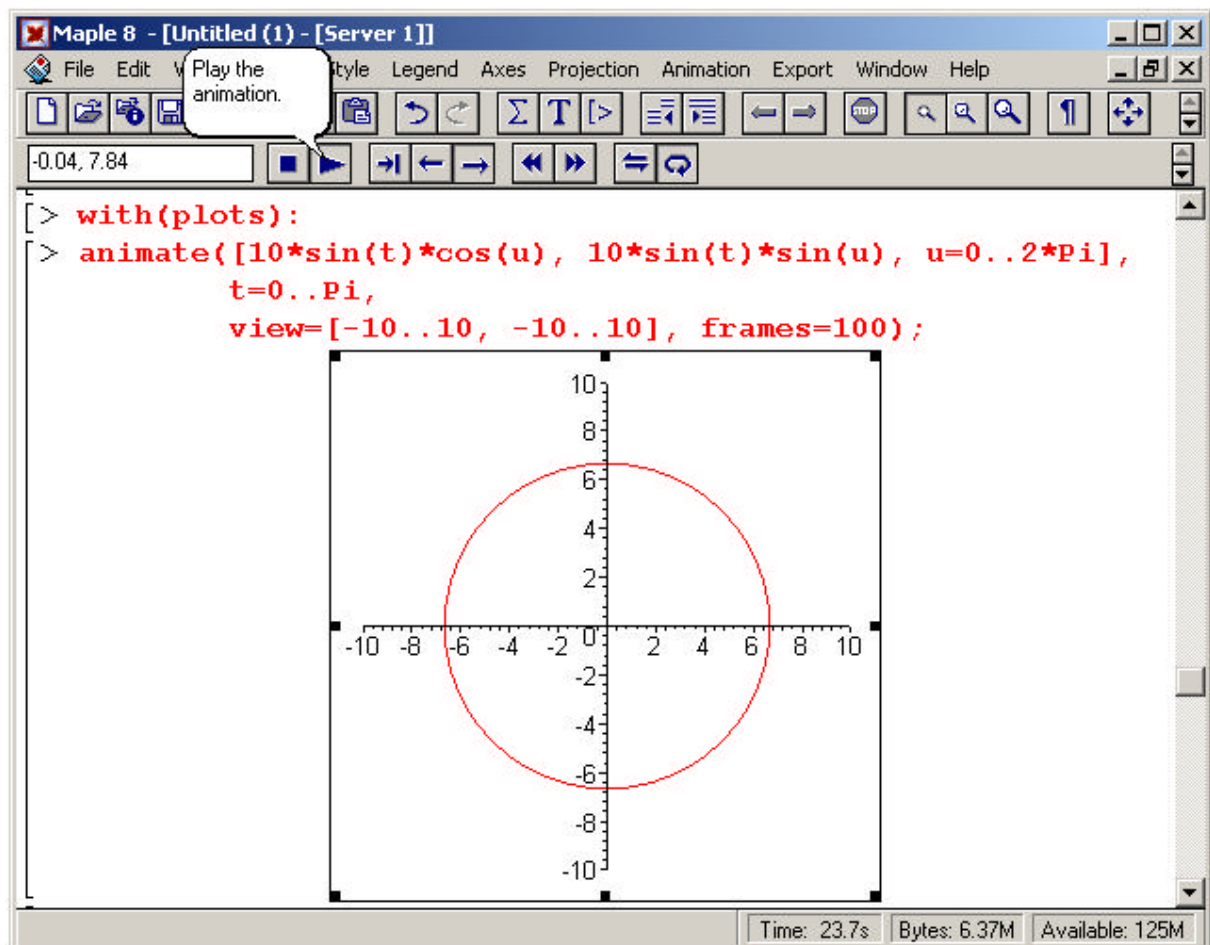 Maple 8 - [Untitled (1) - [Server 1]]
File Edit Style Legend Axes Projection Animation Export Window Help
Play the
animation.
Σ T [> STOP ¶
-0.04, 7.84
[> with(plots):
[> animate([10*sin(t)*cos(u), 10*sin(t)*sin(u), u=0..2*Pi],
t=0..Pi,
view=[-10..10, -10..10], frames=100);
10
8
6
4
2
-10 -8 -6 -4 -2 0 2 4 6 8 10
-2
-4
-6
-8
-10
Time: 23.7s Bytes: 6.37M Available: 125M